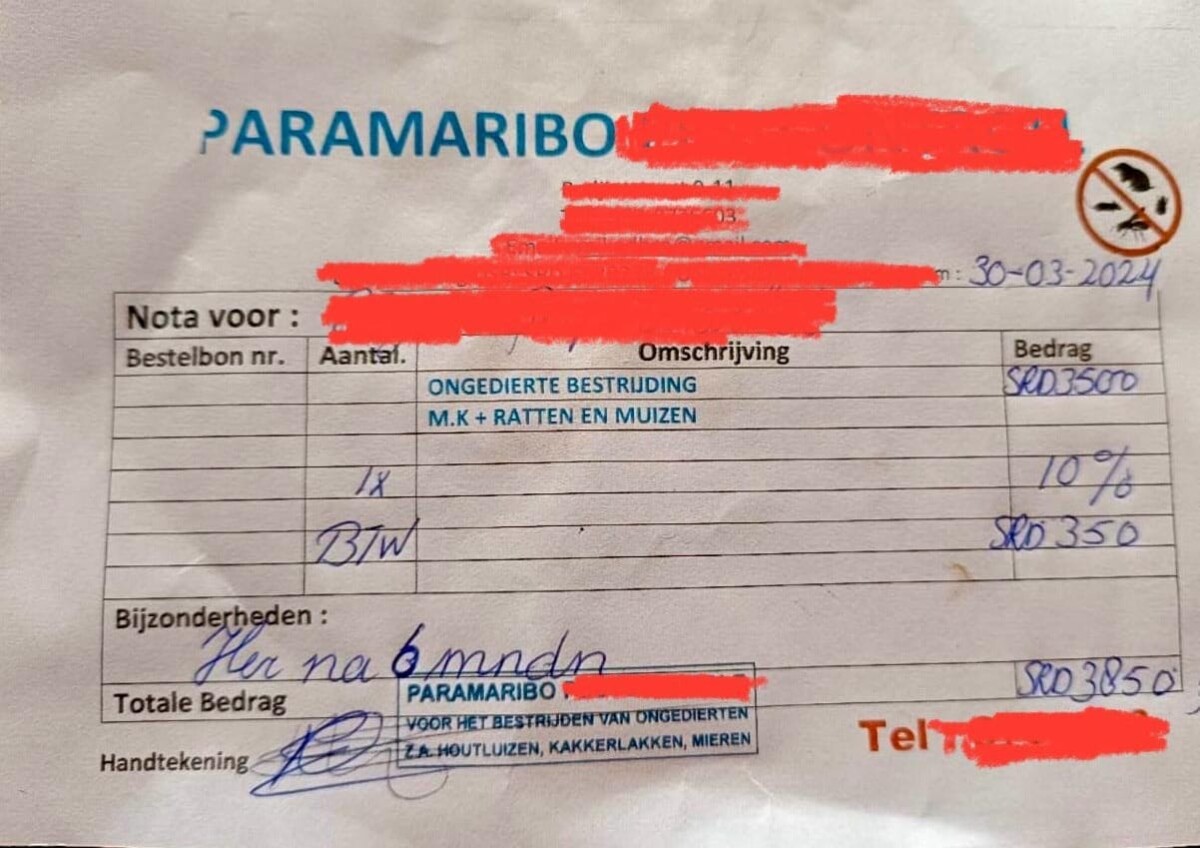 PARAMARIBO
: 30-03-2024
Nota voor :
Bestelbon nr. Aantal. Omschrijving Bedrag
ONGEDIERTE BESTRIJDING SRD3500
M.K + RATTEN EN MUIZEN
1x 10%
BTW SRD 350
Bijzonderheden :
Her na 6 mndn
Totale Bedrag SRD3850
PARAMARIBO
VOOR HET BESTRIJDEN VAN ONGEDIERTEN
Z.A. HOUTLUIZEN, KAKKERLAKKEN, MIEREN
Handtekening
Tel